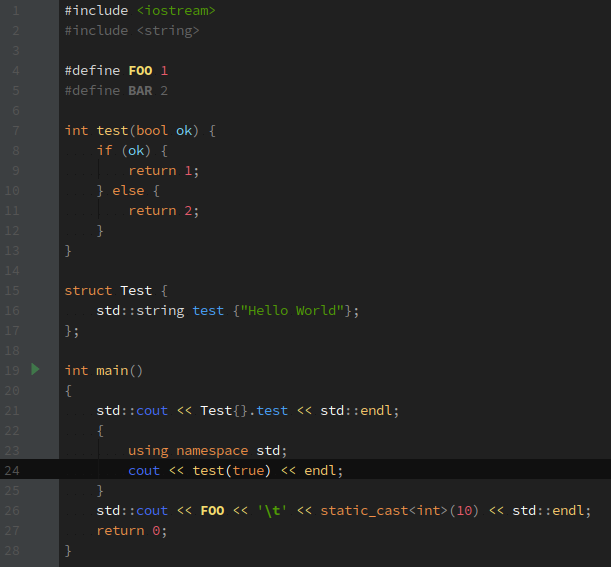 1 #include <iostream>
2 #include <string>
3
4 #define FOO 1
5 #define BAR 2
6
7 int test(bool ok) {
8     if (ok) {
9         return 1;
10     } else {
11         return 2;
12     }
13 }
14
15 struct Test {
16     std::string test {"Hello World"};
17 };
18
19 int main()
20 {
21     std::cout << Test{}.test << std::endl;
22     {
23         using namespace std;
24         cout << test(true) << endl;
25     }
26     std::cout << FOO << '\t' << static_cast<int>(10) << std::endl;
27     return 0;
28 }